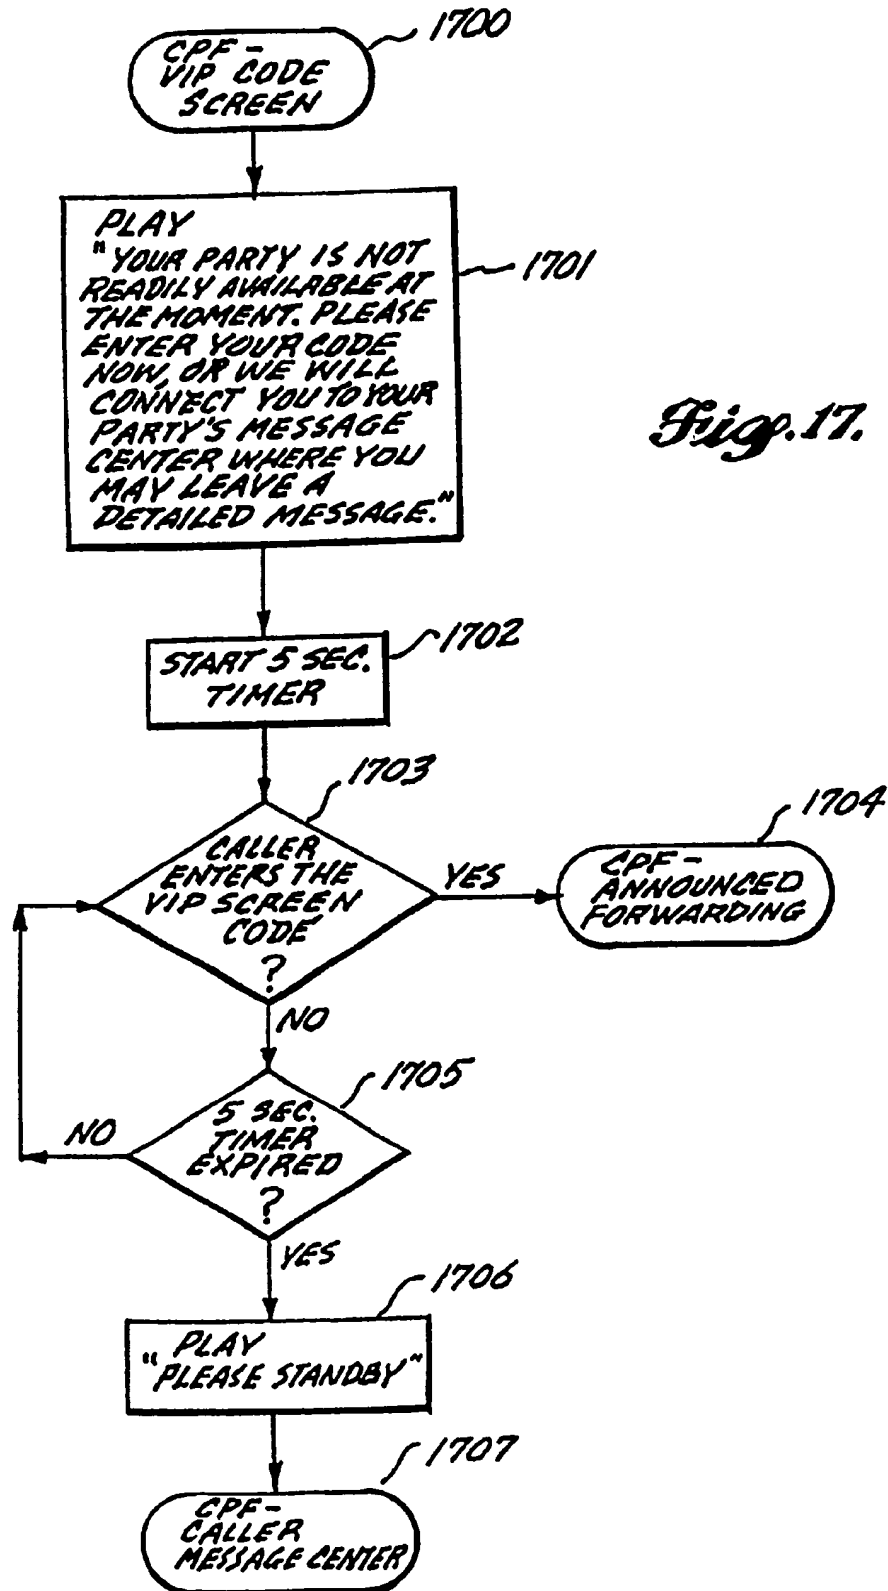 1700
CPF -
VIP CODE
SCREEN
PLAY
"YOUR PARTY IS NOT
READILY AVAILABLE AT
THE MOMENT. PLEASE
ENTER YOUR CODE
NOW, OR WE WILL
CONNECT YOU TO YOUR
PARTY'S MESSAGE
CENTER WHERE YOU
MAY LEAVE A
DETAILED MESSAGE."
1701
Fig. 17.
1702
START 5 SEC.
TIMER
1703
CALLER
ENTERS THE
VIP SCREEN
CODE
?
YES
1704
CPF -
ANNOUNCED
FORWARDING
NO
1705
5 SEC.
TIMER
EXPIRED
?
NO
YES
1706
PLAY
"PLEASE STANDBY"
1707
CPF -
CALLER
MESSAGE CENTER